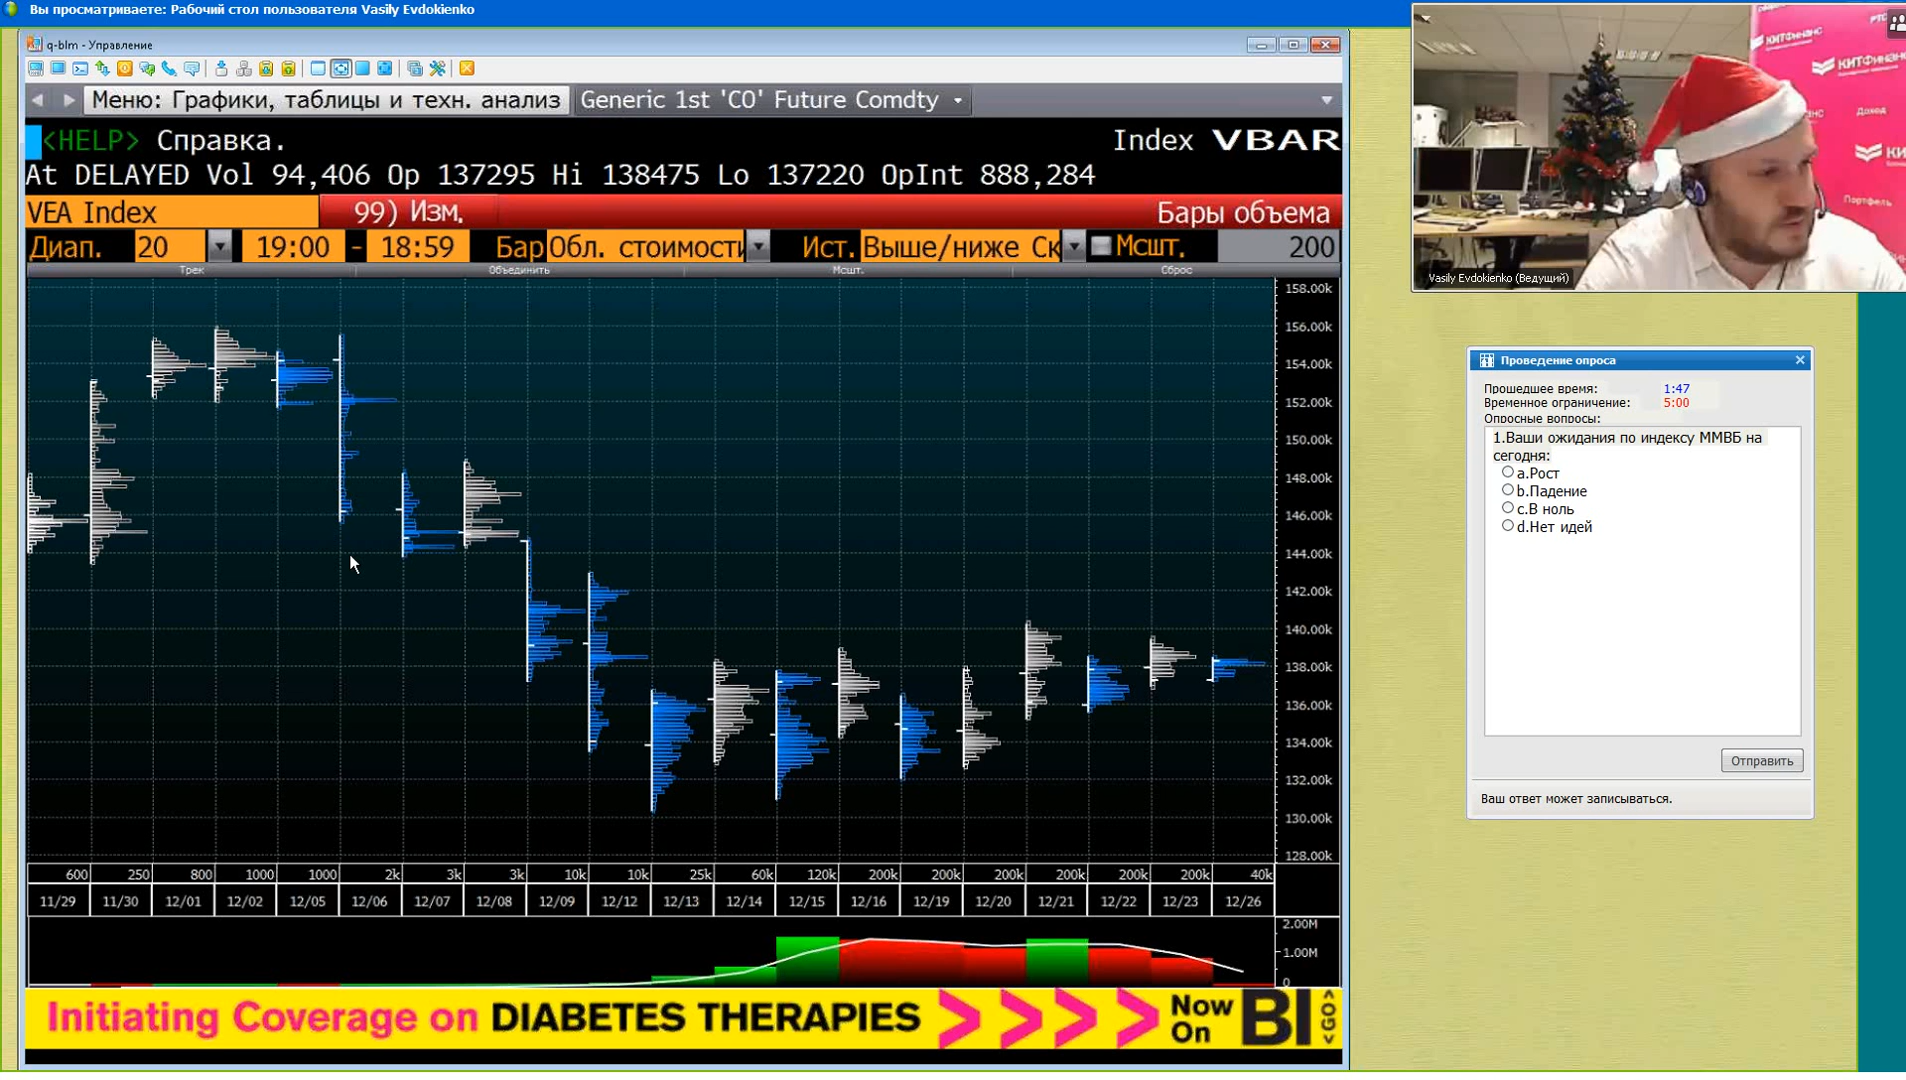 Вы просматриваете: Рабочий стол пользователя Vasily Evdokienko
q-blm - Управление
Меню: Графики, таблицы и техн. анализ
Generic 1st 'CO' Future Comdty
<HELP> Справка.
Index VBAR
At DELAYED Vol 94,406 Op 137295 Hi 138475 Lo 137220 OpInt 888,284
VEA Index 99) Изм. Бары объема
Диап. 20 19:00 - 18:59 Бар Обл. стоимости Ист. Выше/ниже Ск Мсшт. 200
Трек Объединить Мсшт. Сброс
158.00k
156.00k
154.00k
152.00k
150.00k
148.00k
146.00k
144.00k
142.00k
140.00k
138.00k
136.00k
134.00k
132.00k
130.00k
128.00k
600 250 800 1000 1000 2k 3k 3k 10k 10k 25k 60k 120k 200k 200k 200k 200k 200k 200k 40k
11/29 11/30 12/01 12/02 12/05 12/06 12/07 12/08 12/09 12/12 12/13 12/14 12/15 12/16 12/19 12/20 12/21 12/22 12/23 12/26
2.00M
1.00M
0
Initiating Coverage on DIABETES THERAPIES
Now On BI <GO>
КИТФинанс
КИТФинанс
Доход
Портфель
Vasily Evdokienko (Ведущий)
Проведение опроса
Прошедшее время: 1:47
Временное ограничение: 5:00
Опросные вопросы:
1.Ваши ожидания по индексу ММВБ на
сегодня:
a.Рост
b.Падение
c.В ноль
d.Нет идей
Отправить
Ваш ответ может записываться.